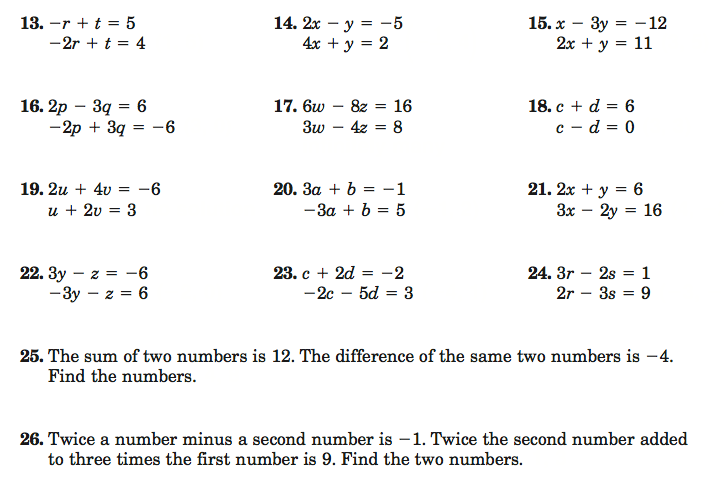 13. −r + t = 5 14. 2x − y = −5 15. x − 3y = −12
−2r + t = 4 4x + y = 2 2x + y = 11
16. 2p − 3q = 6 17. 6w − 8z = 16 18. c + d = 6
−2p + 3q = −6 3w − 4z = 8 c − d = 0
19. 2u + 4v = −6 20. 3a + b = −1 21. 2x + y = 6
u + 2v = 3 −3a + b = 5 3x − 2y = 16
22. 3y − z = −6 23. c + 2d = −2 24. 3r − 2s = 1
−3y − z = 6 −2c − 5d = 3 2r − 3s = 9
25. The sum of two numbers is 12. The difference of the same two numbers is −4.
Find the numbers.
26. Twice a number minus a second number is −1. Twice the second number added
to three times the first number is 9. Find the two numbers.